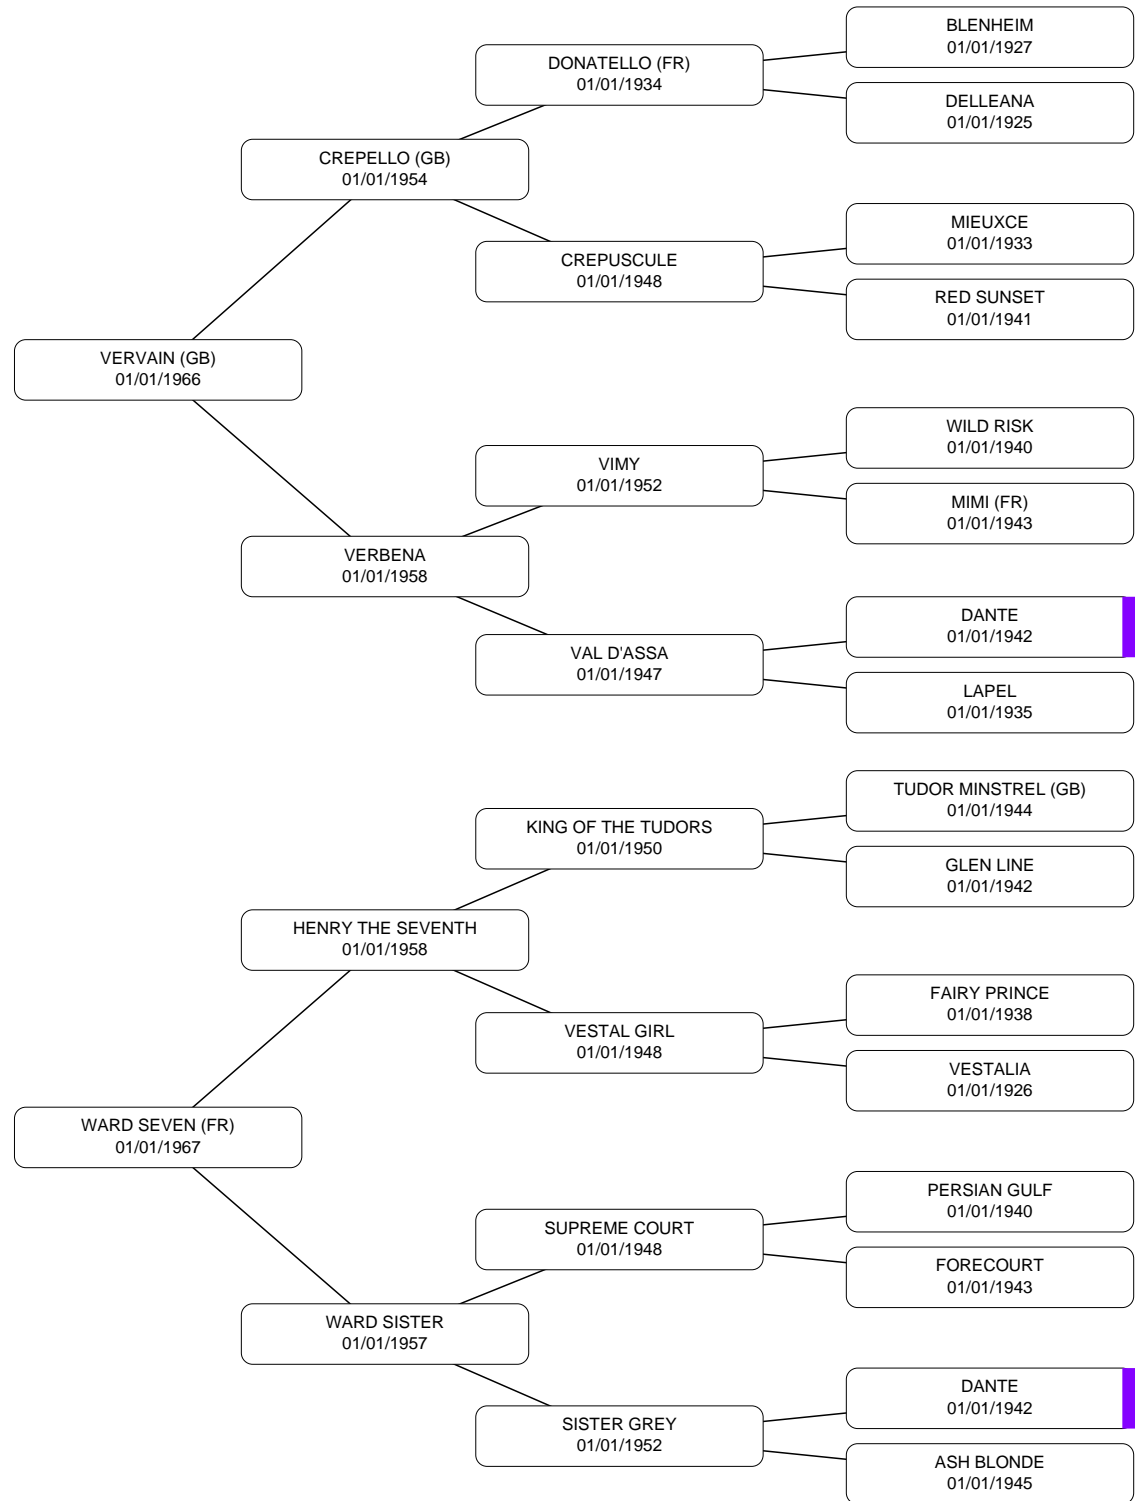 BLENHEIM
01/01/1927
DONATELLO (FR)
01/01/1934
DELLEANA
01/01/1925
CREPELLO (GB)
01/01/1954
MIEUXCE
01/01/1933
CREPUSCULE
01/01/1948
RED SUNSET
01/01/1941
VERVAIN (GB)
01/01/1966
WILD RISK
01/01/1940
VIMY
01/01/1952
MIMI (FR)
01/01/1943
VERBENA
01/01/1958
DANTE
01/01/1942
VAL D'ASSA
01/01/1947
LAPEL
01/01/1935
TUDOR MINSTREL (GB)
01/01/1944
KING OF THE TUDORS
01/01/1950
GLEN LINE
01/01/1942
HENRY THE SEVENTH
01/01/1958
FAIRY PRINCE
01/01/1938
VESTAL GIRL
01/01/1948
VESTALIA
01/01/1926
WARD SEVEN (FR)
01/01/1967
PERSIAN GULF
01/01/1940
SUPREME COURT
01/01/1948
FORECOURT
01/01/1943
WARD SISTER
01/01/1957
DANTE
01/01/1942
SISTER GREY
01/01/1952
ASH BLONDE
01/01/1945